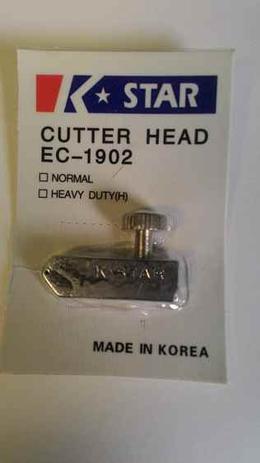 K★STAR
CUTTER HEAD
EC-1902
□ NORMAL
□ HEAVY DUTY(H)
K-STAR
MADE IN KOREA